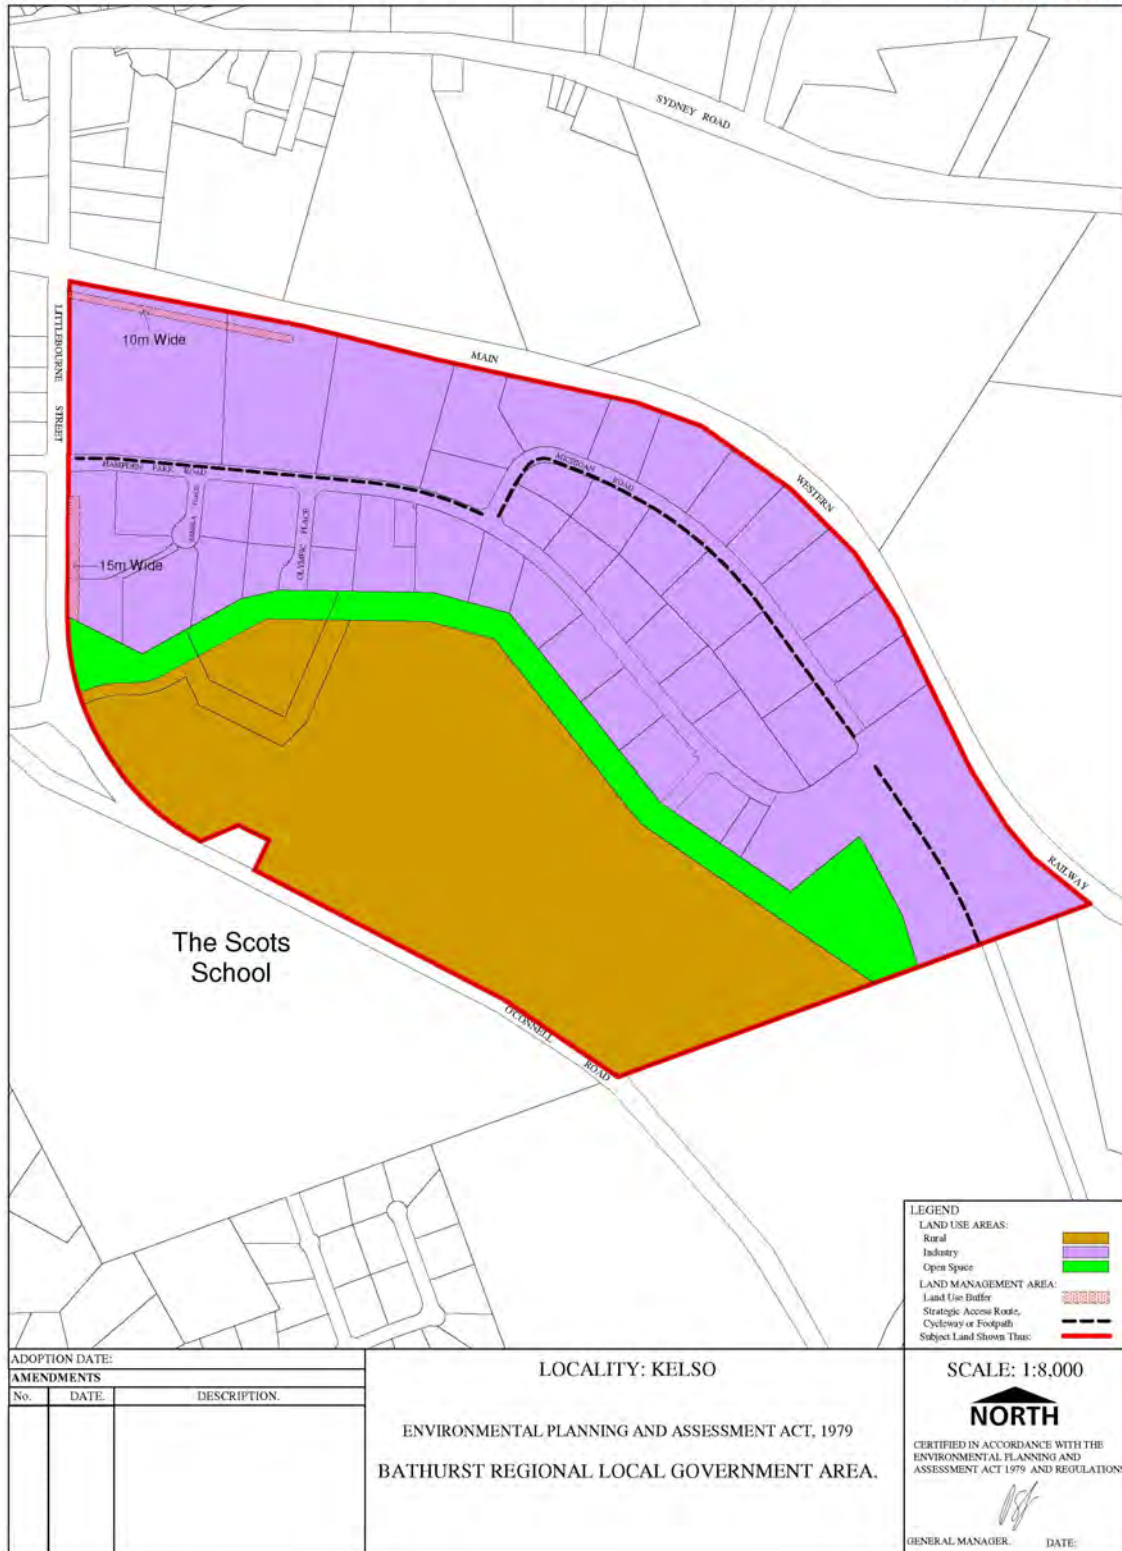 SYDNEY ROAD
LITTLEBOURNE STREET
10m Wide
MAIN
HAMPDEN PARK ROAD
MICHIGAN ROAD
WESTERN
OLYMPIC PLACE
15m Wide
RAILWAY
The Scots
School
O'CONNELL ROAD
LEGEND
LAND USE AREAS:
Rural
Industry
Open Space
LAND MANAGEMENT AREA:
Land Use Buffer
Strategic Access Route,
Cycleway or Footpath
Subject Land Shown Thus:
ADOPTION DATE:
AMENDMENTS
No. DATE. DESCRIPTION.
LOCALITY: KELSO
ENVIRONMENTAL PLANNING AND ASSESSMENT ACT, 1979
BATHURST REGIONAL LOCAL GOVERNMENT AREA.
SCALE: 1:8,000
NORTH
CERTIFIED IN ACCORDANCE WITH THE
ENVIRONMENTAL PLANNING AND
ASSESSMENT ACT 1979 AND REGULATIONS
GENERAL MANAGER. DATE: